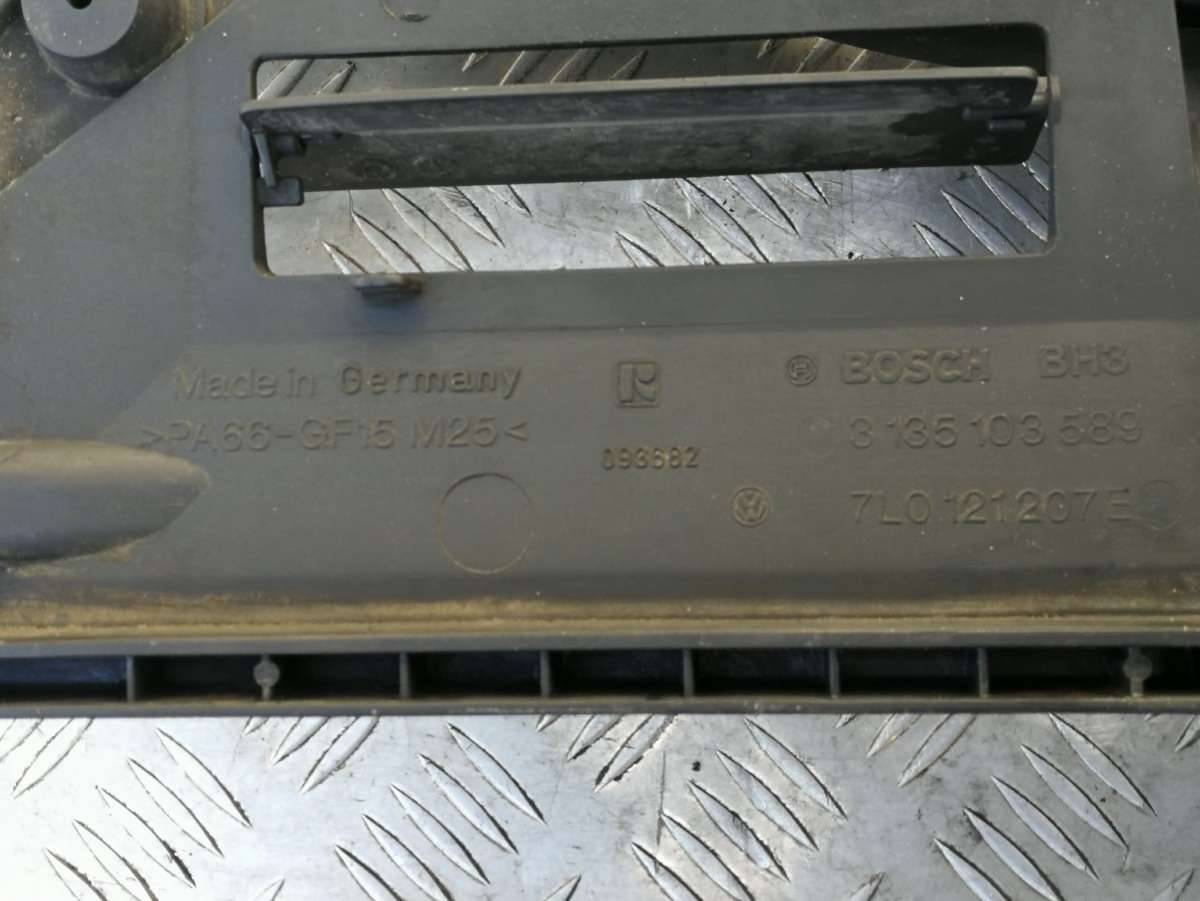 Made in Germany
>PA66-GF15 M25<
R
093682
BOSCH BH3
3 135 103 589
7L0 121 207 E